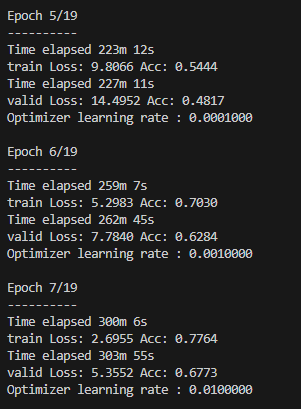 Epoch 5/19
----------
Time elapsed 223m 12s
train Loss: 9.8066 Acc: 0.5444
Time elapsed 227m 11s
valid Loss: 14.4952 Acc: 0.4817
Optimizer learning rate : 0.0001000
Epoch 6/19
----------
Time elapsed 259m 7s
train Loss: 5.2983 Acc: 0.7030
Time elapsed 262m 45s
valid Loss: 7.7840 Acc: 0.6284
Optimizer learning rate : 0.0010000
Epoch 7/19
----------
Time elapsed 300m 6s
train Loss: 2.6955 Acc: 0.7764
Time elapsed 303m 55s
valid Loss: 5.3552 Acc: 0.6773
Optimizer learning rate : 0.0100000